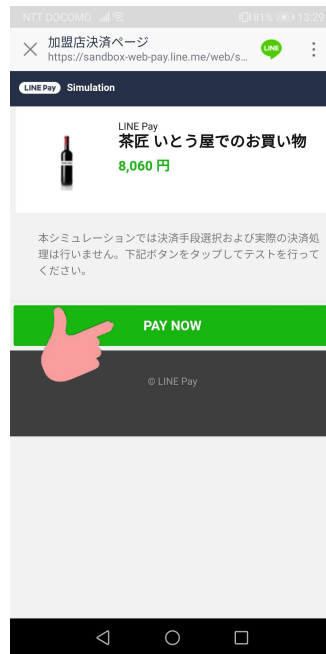 NTT DOCOMO
81%
13:29
加盟店決済ページ
https://sandbox-web-pay.line.me/web/s...
LINE
LINE Pay Simulation
LINE Pay
茶匠 いとう屋でのお買い物
8,060 円
本シミュレーションでは決済手段選択および実際の決済処
理は行いません。下記ボタンをタップしてテストを行って
ください。
PAY NOW
© LINE Pay